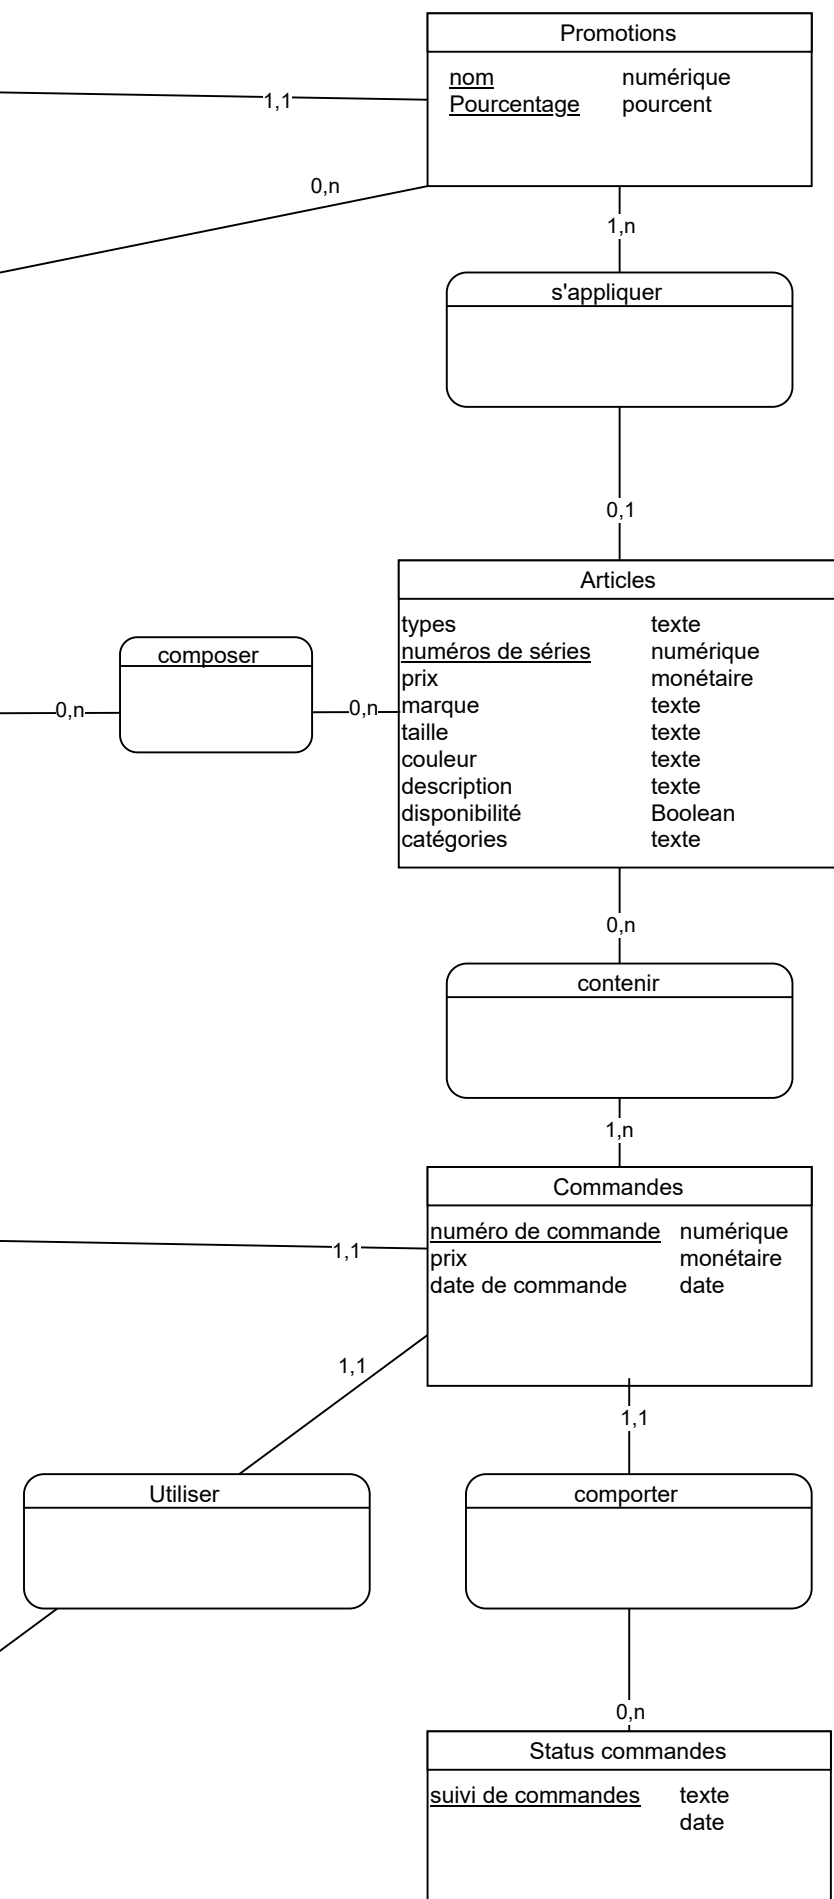 Promotions
nom numérique
Pourcentage pourcent
1,1
0,n
1,n
s'appliquer
0,1
Articles
types texte
numéros de séries numérique
prix monétaire
marque texte
taille texte
couleur texte
description texte
disponibilité Boolean
catégories texte
composer
0,n
0,n
0,n
contenir
1,n
Commandes
numéro de commande numérique
prix monétaire
date de commande date
1,1
1,1
1,1
Utiliser
comporter
0,n
Status commandes
suivi de commandes texte
date